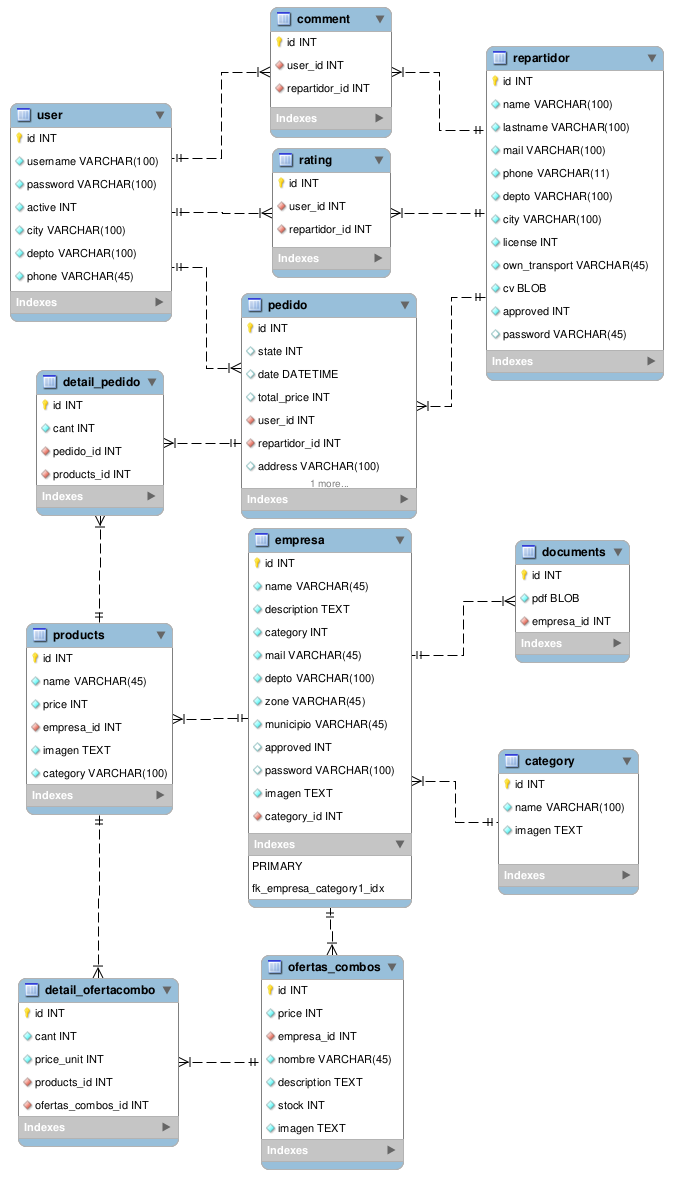 comment
id INT
user_id INT
repartidor_id INT
Indexes
repartidor
id INT
name VARCHAR(100)
lastname VARCHAR(100)
mail VARCHAR(100)
phone VARCHAR(11)
depto VARCHAR(100)
city VARCHAR(100)
license INT
own_transport VARCHAR(45)
cv BLOB
approved INT
password VARCHAR(45)
Indexes
user
id INT
username VARCHAR(100)
password VARCHAR(100)
active INT
city VARCHAR(100)
depto VARCHAR(100)
phone VARCHAR(45)
Indexes
rating
id INT
user_id INT
repartidor_id INT
Indexes
pedido
id INT
state INT
date DATETIME
total_price INT
user_id INT
repartidor_id INT
address VARCHAR(100)
1 more...
Indexes
detail_pedido
id INT
cant INT
pedido_id INT
products_id INT
Indexes
empresa
id INT
name VARCHAR(45)
description TEXT
category INT
mail VARCHAR(45)
depto VARCHAR(100)
zone VARCHAR(45)
municipio VARCHAR(45)
approved INT
password VARCHAR(100)
imagen TEXT
category_id INT
Indexes
PRIMARY
fk_empresa_category1_idx
documents
id INT
pdf BLOB
empresa_id INT
Indexes
products
id INT
name VARCHAR(45)
price INT
empresa_id INT
imagen TEXT
category VARCHAR(100)
Indexes
category
id INT
name VARCHAR(100)
imagen TEXT
Indexes
detail_ofertacombo
id INT
cant INT
price_unit INT
products_id INT
ofertas_combos_id INT
Indexes
ofertas_combos
id INT
price INT
empresa_id INT
nombre VARCHAR(45)
description TEXT
stock INT
imagen TEXT
Indexes